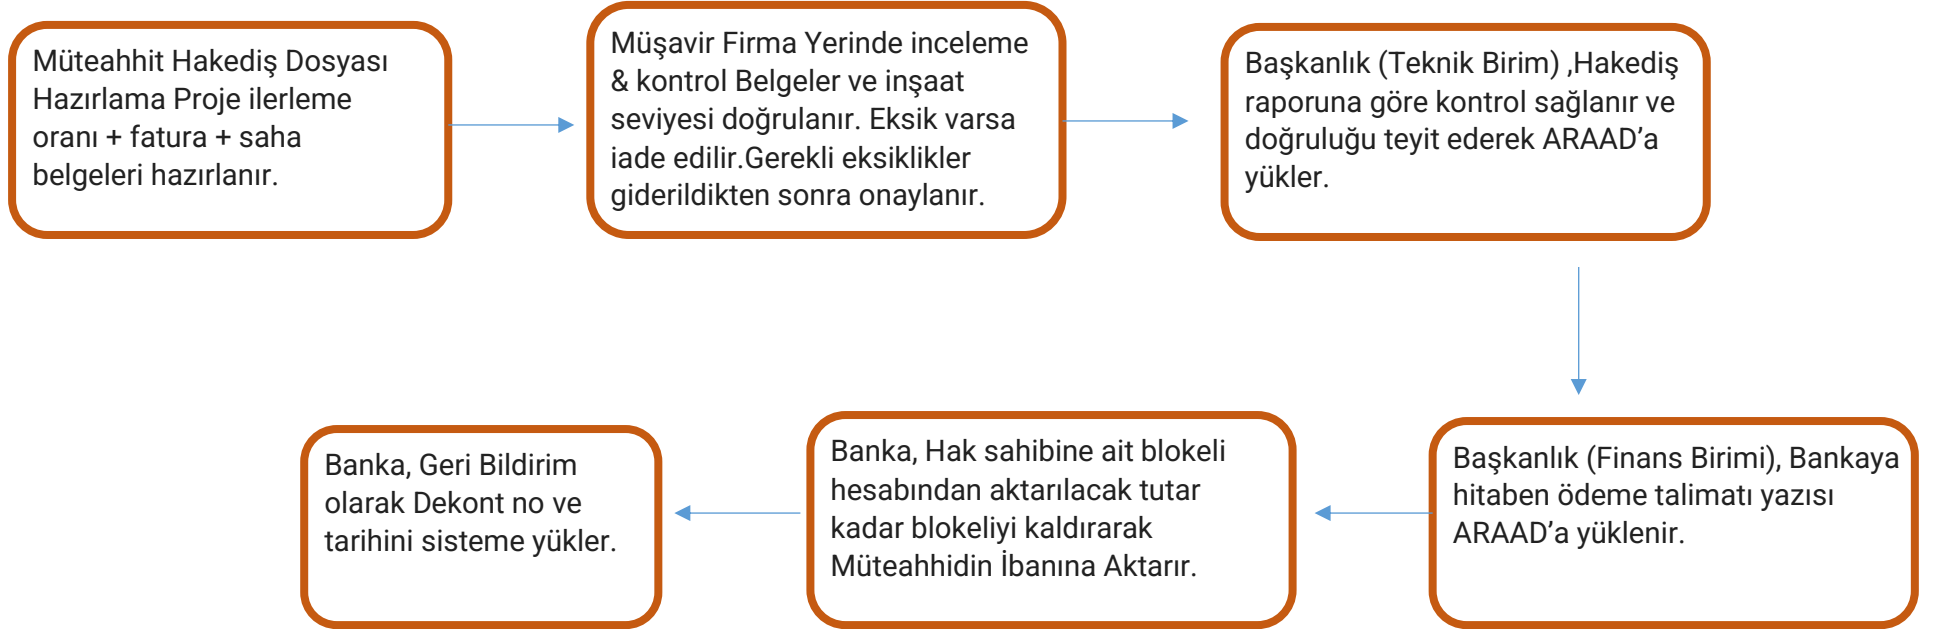 Müteahhit Hakediş Dosyası
Hazırlama Proje ilerleme
oranı + fatura + saha
belgeleri hazırlanır.
Müşavir Firma Yerinde inceleme
& kontrol Belgeler ve inşaat
seviyesi doğrulanır. Eksik varsa
iade edilir.Gerekli eksiklikler
giderildikten sonra onaylanır.
Başkanlık (Teknik Birim) ,Hakediş
raporuna göre kontrol sağlanır ve
doğruluğu teyit ederek ARAAD’a
yükler.
Başkanlık (Finans Birimi), Bankaya
hitaben ödeme talimatı yazısı
ARAAD’a yüklenir.
Banka, Hak sahibine ait blokeli
hesabından aktarılacak tutar
kadar blokeliyi kaldırarak
Müteahhidin İbanına Aktarır.
Banka, Geri Bildirim
olarak Dekont no ve
tarihini sisteme yükler.